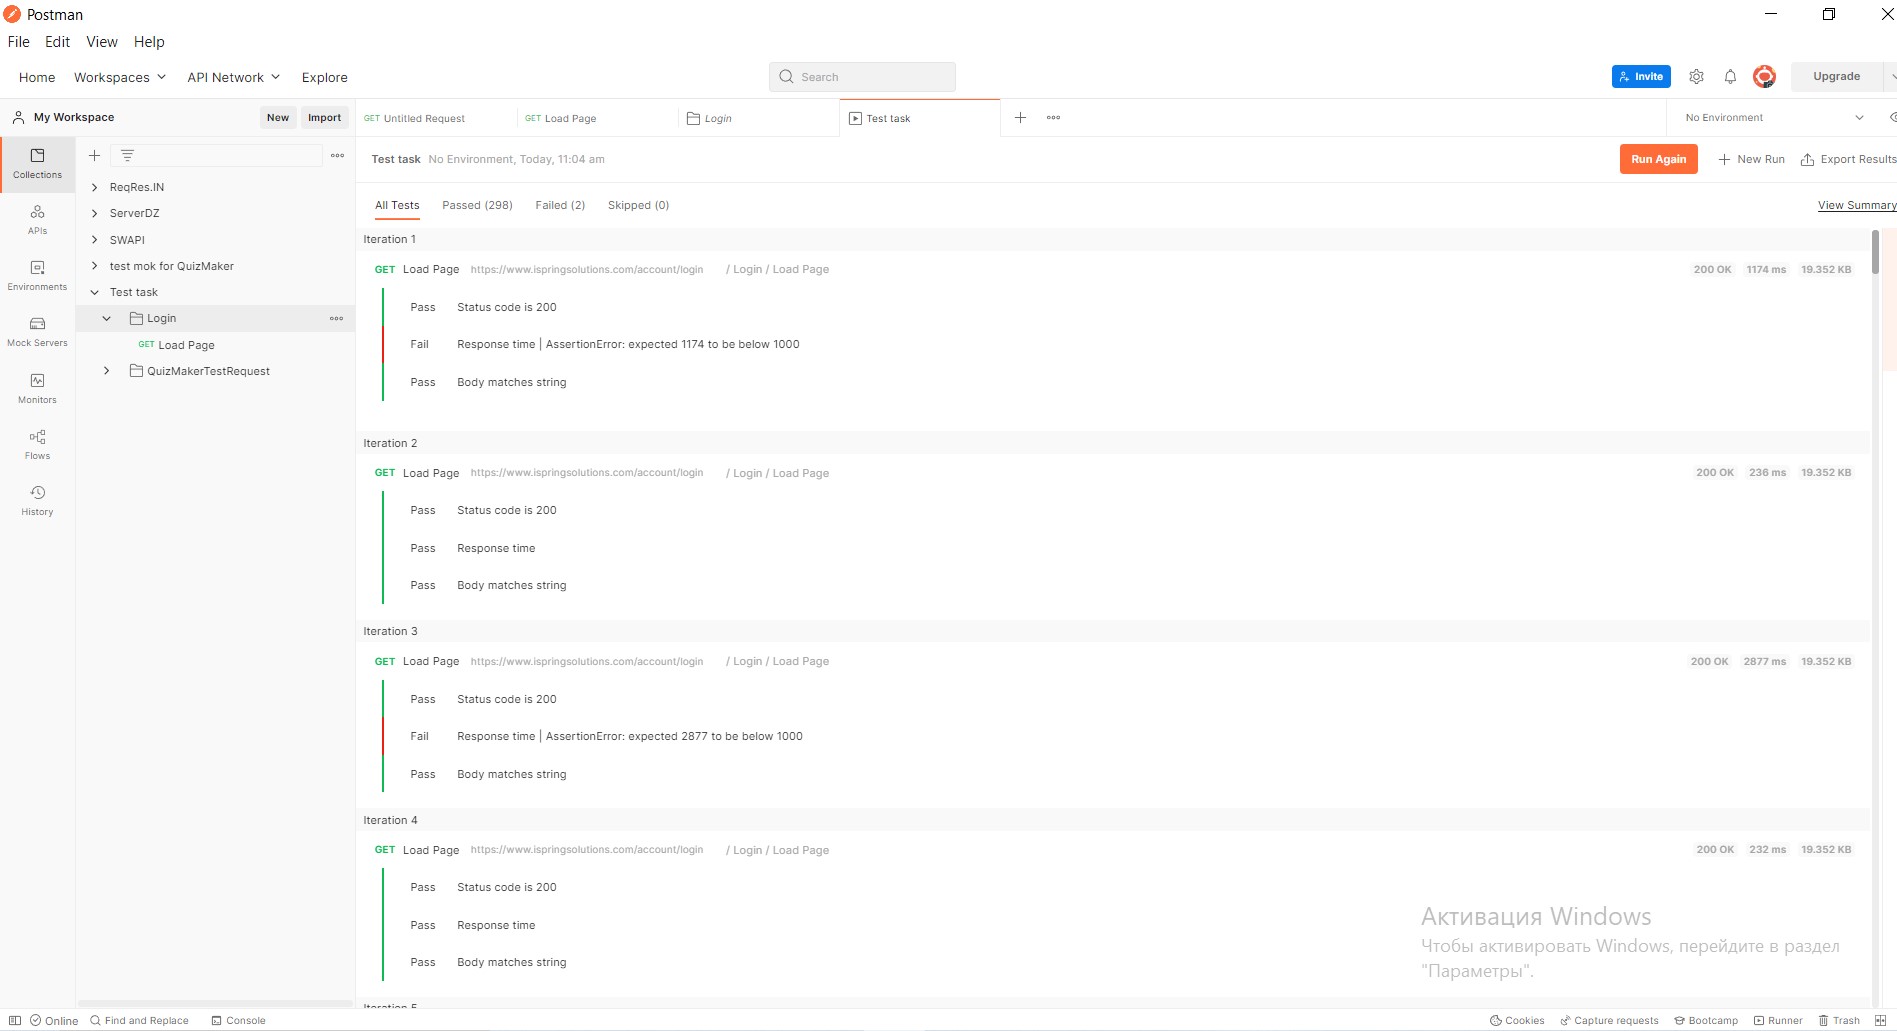 Postman
File Edit View Help
Home Workspaces API Network Explore
Search
Invite
Upgrade
My Workspace New Import
GET Untitled Request
GET Load Page
Login
Test task
No Environment
Collections
APIs
Environments
Mock Servers
Monitors
Flows
History
ReqRes.IN
ServerDZ
SWAPI
test mok for QuizMaker
Test task
Login
GET Load Page
QuizMakerTestRequest
Test task No Environment, Today, 11:04 am
Run Again New Run Export Results
All Tests Passed (298) Failed (2) Skipped (0) View Summary
Iteration 1
GET Load Page https://www.ispringsolutions.com/account/login / Login / Load Page 200 OK 1174 ms 19.352 KB
Pass Status code is 200
Fail Response time | AssertionError: expected 1174 to be below 1000
Pass Body matches string
Iteration 2
GET Load Page https://www.ispringsolutions.com/account/login / Login / Load Page 200 OK 236 ms 19.352 KB
Pass Status code is 200
Pass Response time
Pass Body matches string
Iteration 3
GET Load Page https://www.ispringsolutions.com/account/login / Login / Load Page 200 OK 2877 ms 19.352 KB
Pass Status code is 200
Fail Response time | AssertionError: expected 2877 to be below 1000
Pass Body matches string
Iteration 4
GET Load Page https://www.ispringsolutions.com/account/login / Login / Load Page 200 OK 232 ms 19.352 KB
Pass Status code is 200
Pass Response time
Pass Body matches string
Iteration 5
Активация Windows
Чтобы активировать Windows, перейдите в раздел
"Параметры".
Online Find and Replace Console
Cookies Capture requests Bootcamp Runner Trash